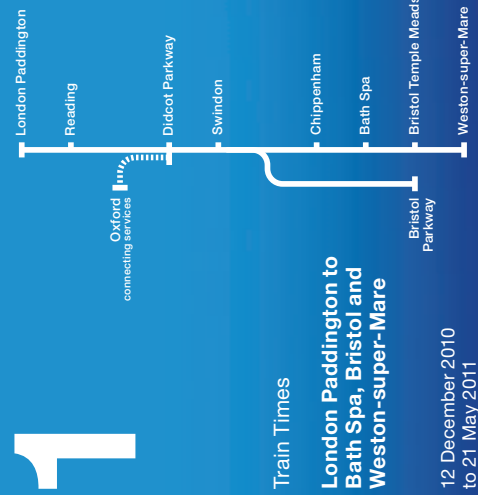 1
London Paddington
Reading
Oxford
connecting services
Didcot Parkway
Swindon
Chippenham
Bath Spa
Bristol Temple Meads
Bristol
Parkway
Weston-super-Mare
Train Times
London Paddington to
Bath Spa, Bristol and
Weston-super-Mare
12 December 2010
to 21 May 2011